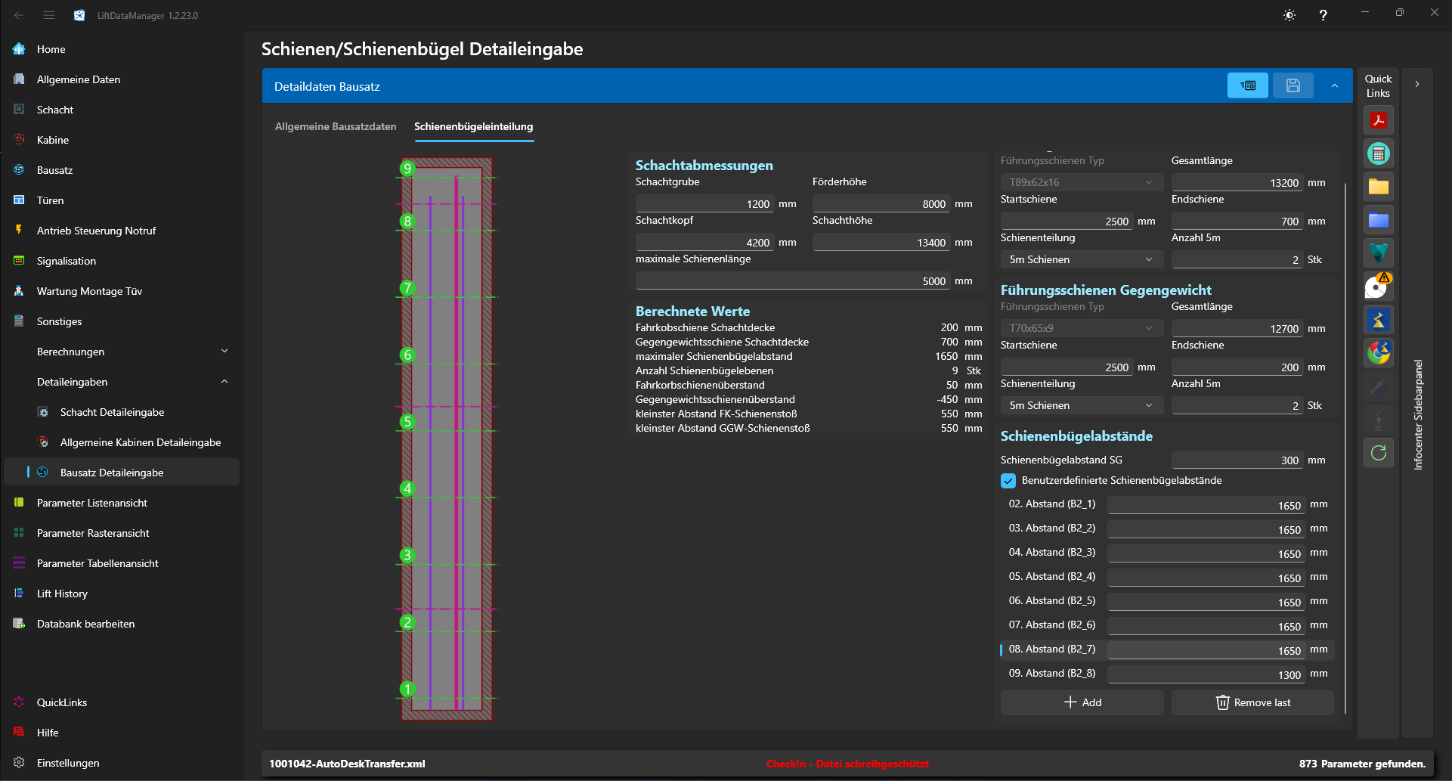 LiftDataManager 1.2.23.0
?
Home
Allgemeine Daten
Schacht
Kabine
Bausatz
Türen
Antrieb Steuerung Notruf
Signalisation
Wartung Montage Tüv
Sonstiges
Berechnungen
Detaileingaben
Schacht Detaileingabe
Allgemeine Kabinen Detaileingabe
Bausatz Detaileingabe
Parameter Listenansicht
Parameter Rasteransicht
Parameter Tabellenansicht
Lift History
Databank bearbeiten
QuickLinks
Hilfe
Einstellungen
Schienen/Schienenbügel Detaileingabe
Detaildaten Bausatz
Allgemeine Bausatzdaten
Schienenbügeleinteilung
9
8
7
6
5
4
3
2
1
Schachtabmessungen
Schachtgrube Förderhöhe
1200 mm 8000 mm
Schachtkopf Schachthöhe
4200 mm 13400 mm
maximale Schienenlänge
5000 mm
Berechnete Werte
Fahrkobschiene Schachtdecke 200 mm
Gegengewichtsschiene Schachtdecke 700 mm
maximaler Schienenbügelabstand 1650 mm
Anzahl Schienenbügelebenen 9 Stk
Fahrkorbschienenüberstand 50 mm
Gegengewichtsschienenüberstand -450 mm
kleinster Abstand FK-Schienenstoß 550 mm
kleinster Abstand GGW-Schienenstoß 550 mm
Führungsschienen Typ Gesamtlänge
T89x62x16 13200 mm
Startschiene Endschiene
2500 mm 700 mm
Schienenteilung Anzahl 5m
5m Schienen 2 Stk
Führungsschienen Gegengewicht
Führungsschienen Typ Gesamtlänge
T70x65x9 12700 mm
Startschiene Endschiene
2500 mm 200 mm
Schienenteilung Anzahl 5m
5m Schienen 2 Stk
Schienenbügelabstände
Schienenbügelabstand SG 300 mm
Benutzerdefinierte Schienenbügelabstände
02. Abstand (B2_1) 1650 mm
03. Abstand (B2_2) 1650 mm
04. Abstand (B2_3) 1650 mm
05. Abstand (B2_4) 1650 mm
06. Abstand (B2_5) 1650 mm
07. Abstand (B2_6) 1650 mm
08. Abstand (B2_7) 1650 mm
09. Abstand (B2_8) 1300 mm
Add Remove last
Quick
Links
Infocenter Sidebarpanel
1001042-AutoDeskTransfer.xml
CheckIn - Datei schreibgeschützt
873 Parameter gefunden.